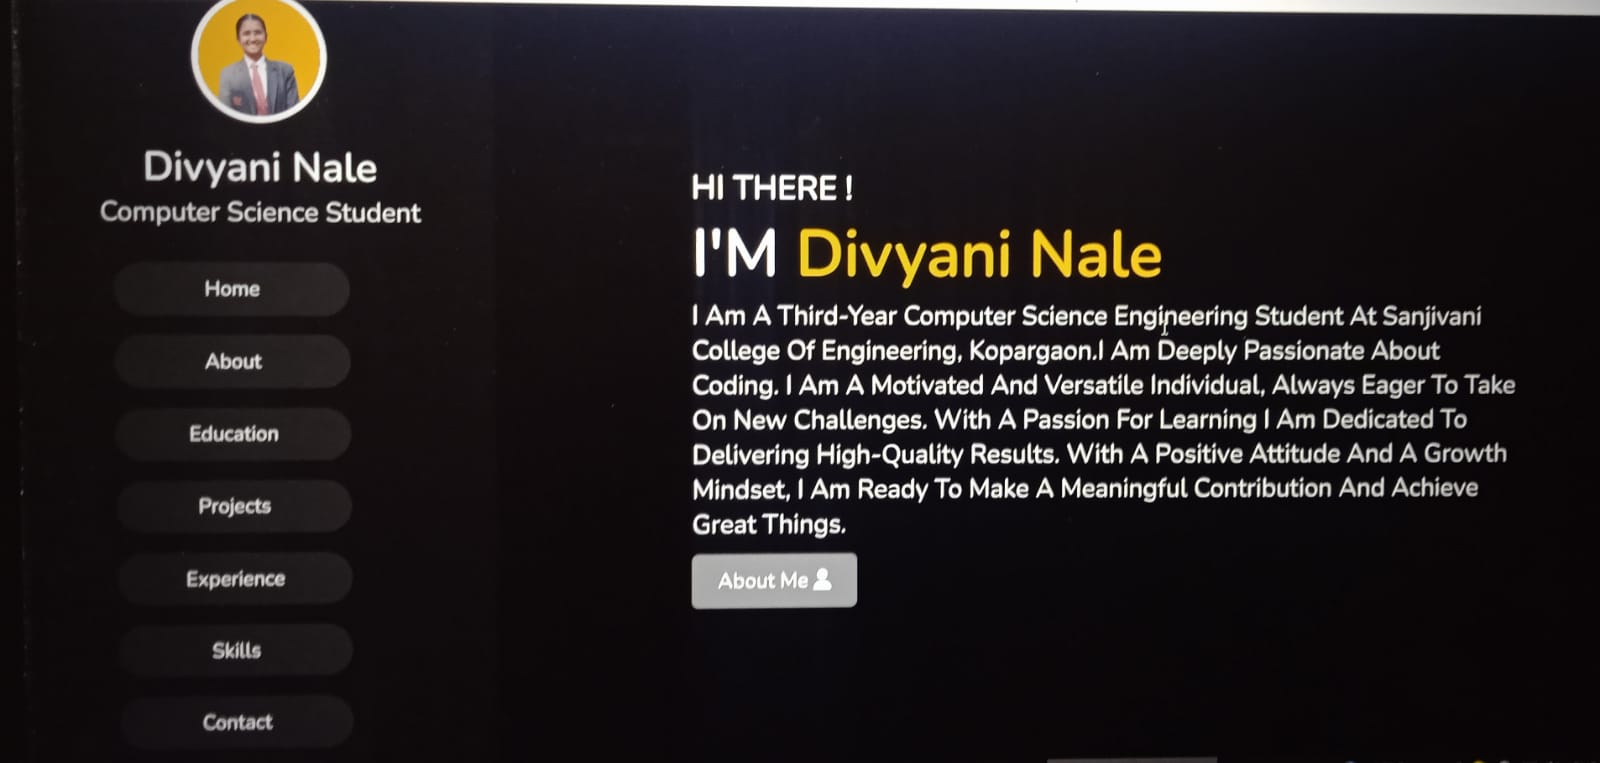 Divyani Nale
Computer Science Student
Home
About
Education
Projects
Experience
Skills
Contact
HI THERE !
I'M Divyani Nale
I Am A Third-Year Computer Science Engineering Student At Sanjivani
College Of Engineering, Kopargaon.I Am Deeply Passionate About
Coding. I Am A Motivated And Versatile Individual, Always Eager To Take
On New Challenges. With A Passion For Learning I Am Dedicated To
Delivering High-Quality Results. With A Positive Attitude And A Growth
Mindset, I Am Ready To Make A Meaningful Contribution And Achieve
Great Things.
About Me